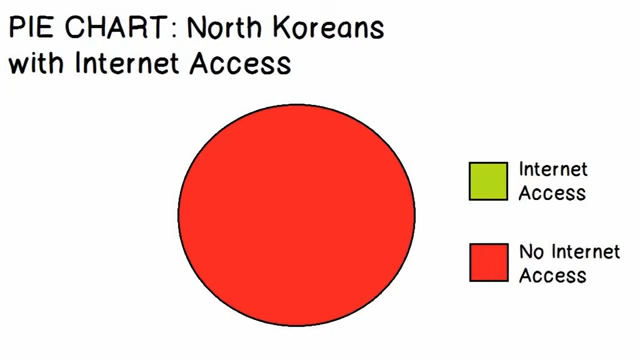 PIE CHART: North Koreans
with Internet Access
Internet
Access
No Internet
Access